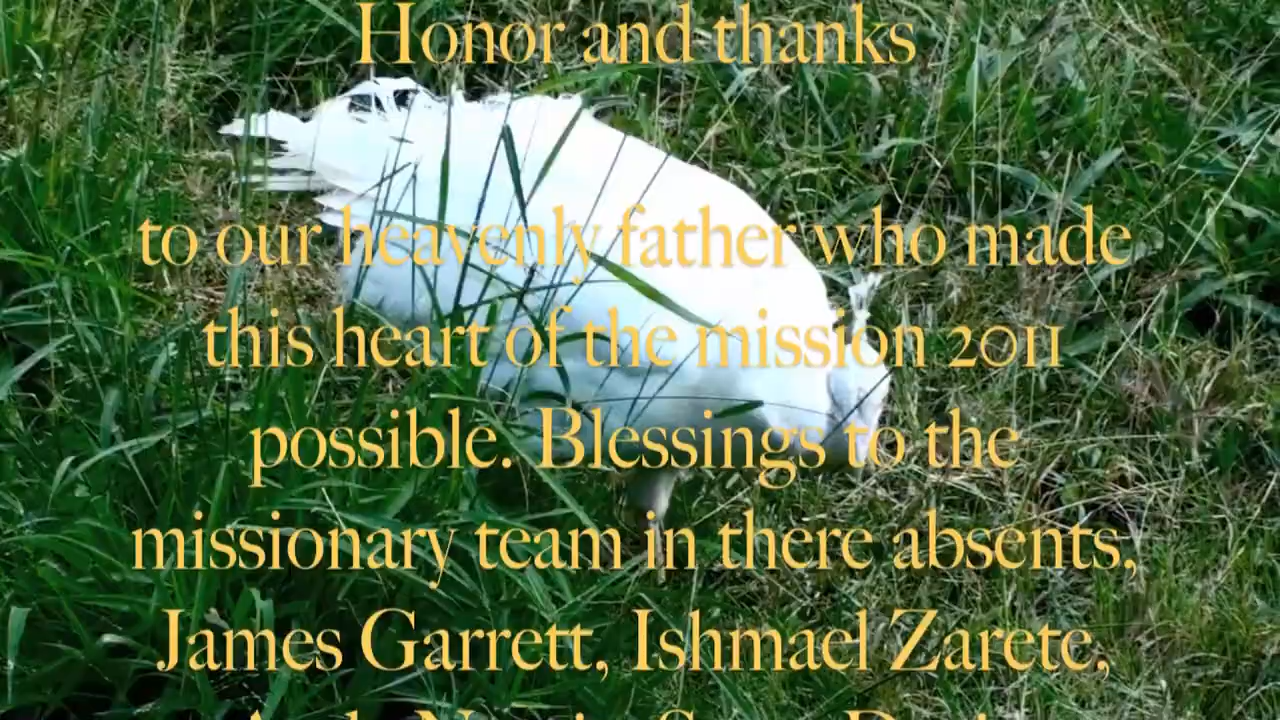 Honor and thanks
to our heavenly father who made
this heart of the mission 2011
possible. Blessings to the
missionary team in there absents,
James Garrett, Ishmael Zarete,